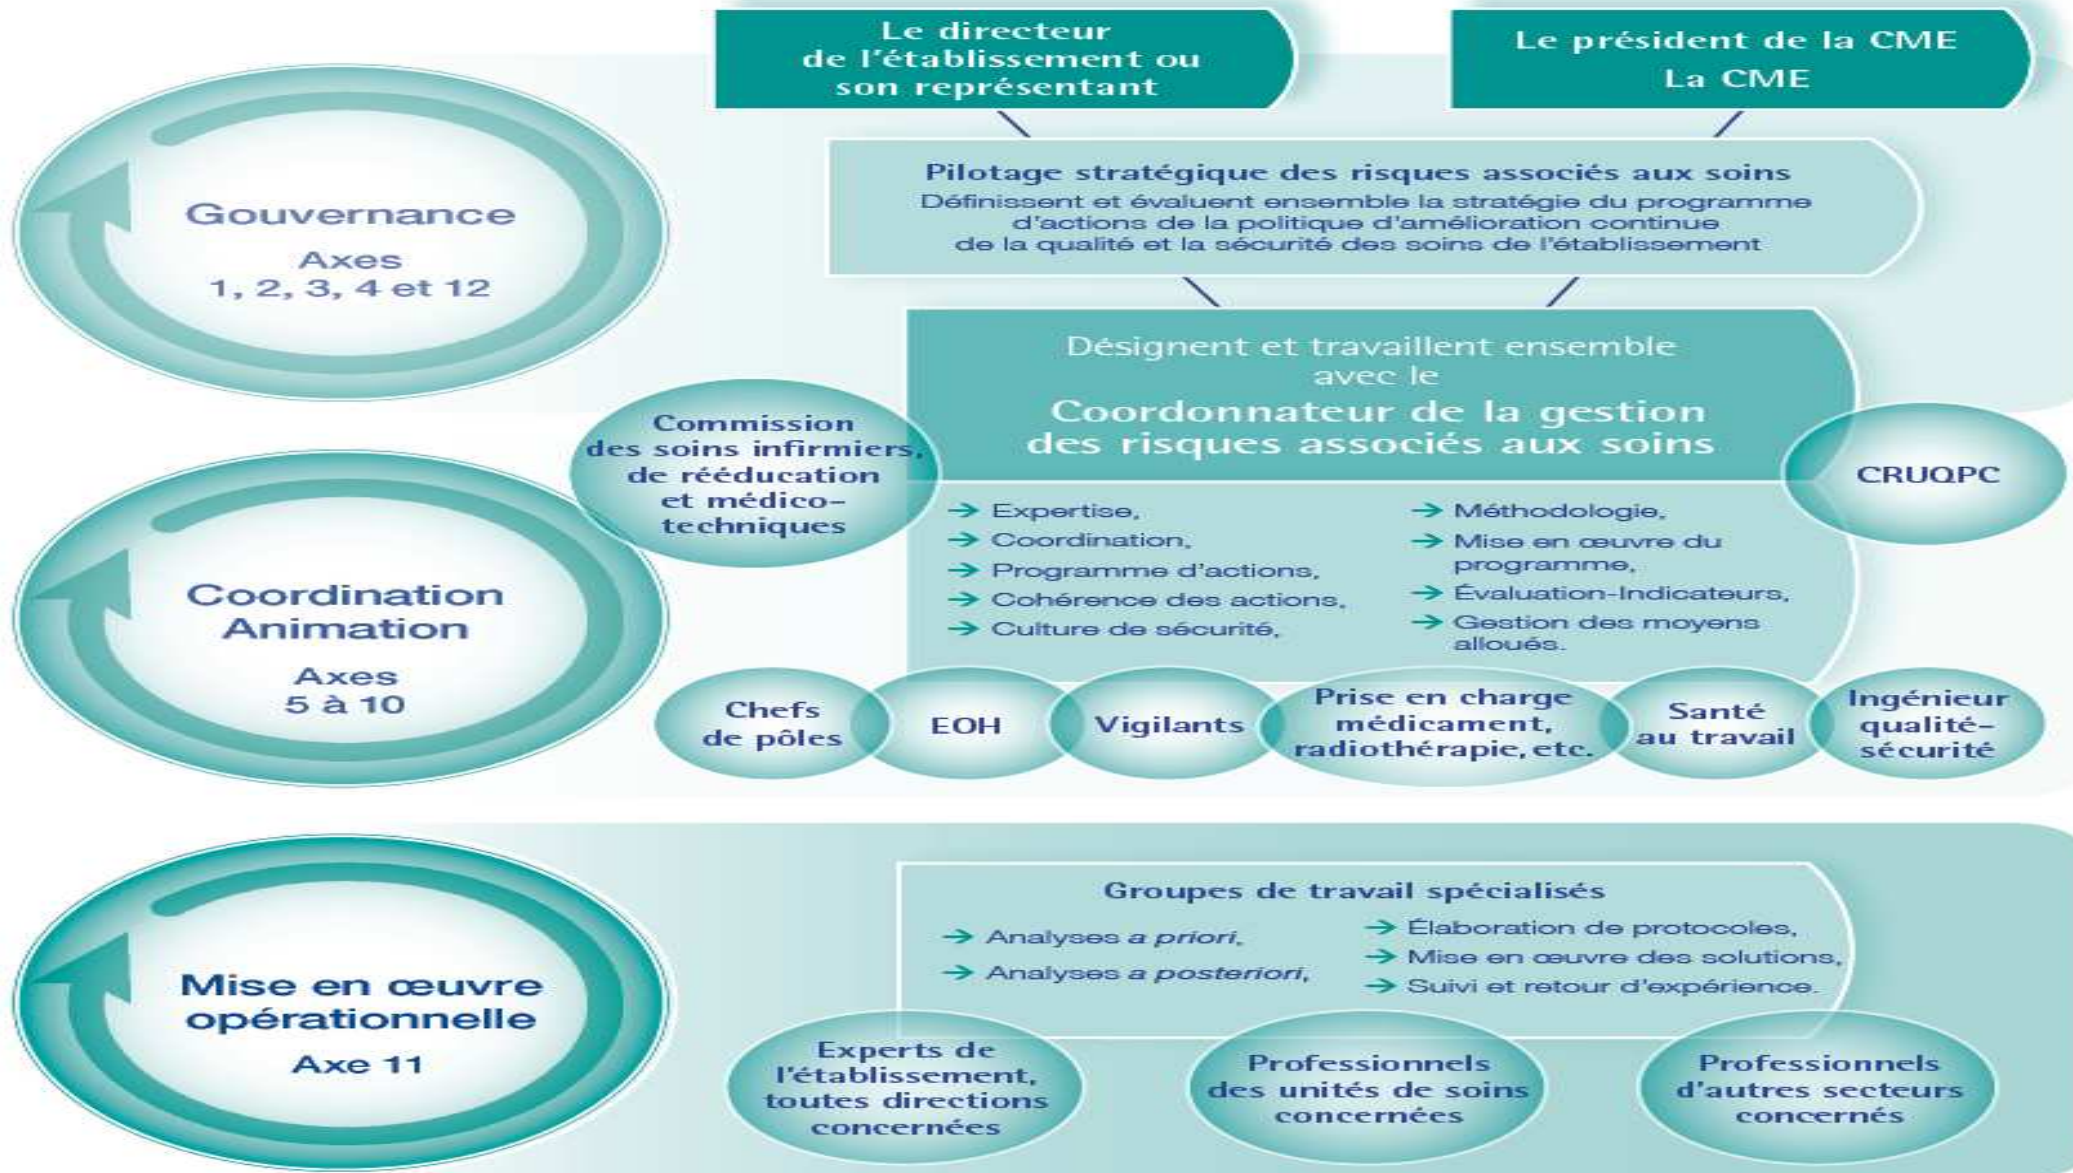 Le directeur
de l'établissement ou
son représentant
Le président de la CME
La CME
Gouvernance
Axes
1, 2, 3, 4 et 12
Pilotage stratégique des risques associés aux soins
Définissent et évaluent ensemble la stratégie du programme
d'actions de la politique d'amélioration continue
de la qualité et la sécurité des soins de l'établissement
Désignent et travaillent ensemble
avec le
Coordonnateur de la gestion
des risques associés aux soins
Commission
des soins infirmiers,
de rééducation
et médico-
techniques
CRUQPC
Coordination
Animation
Axes
5 à 10
→ Expertise,
→ Coordination,
→ Programme d'actions,
→ Cohérence des actions,
→ Culture de sécurité,
→ Méthodologie,
→ Mise en œuvre du
programme,
→ Évaluation-Indicateurs,
→ Gestion des moyens
alloués.
Chefs
de pôles
EOH
Vigilants
Prise en charge
médicament,
radiothérapie, etc.
Santé
au travail
Ingénieur
qualité-
sécurité
Mise en œuvre
opérationnelle
Axe 11
Groupes de travail spécialisés
→ Analyses a priori,
→ Analyses a posteriori,
→ Élaboration de protocoles,
→ Mise en œuvre des solutions,
→ Suivi et retour d'expérience.
Experts de
l'établissement,
toutes directions
concernées
Professionnels
des unités de soins
concernées
Professionnels
d'autres secteurs
concernés